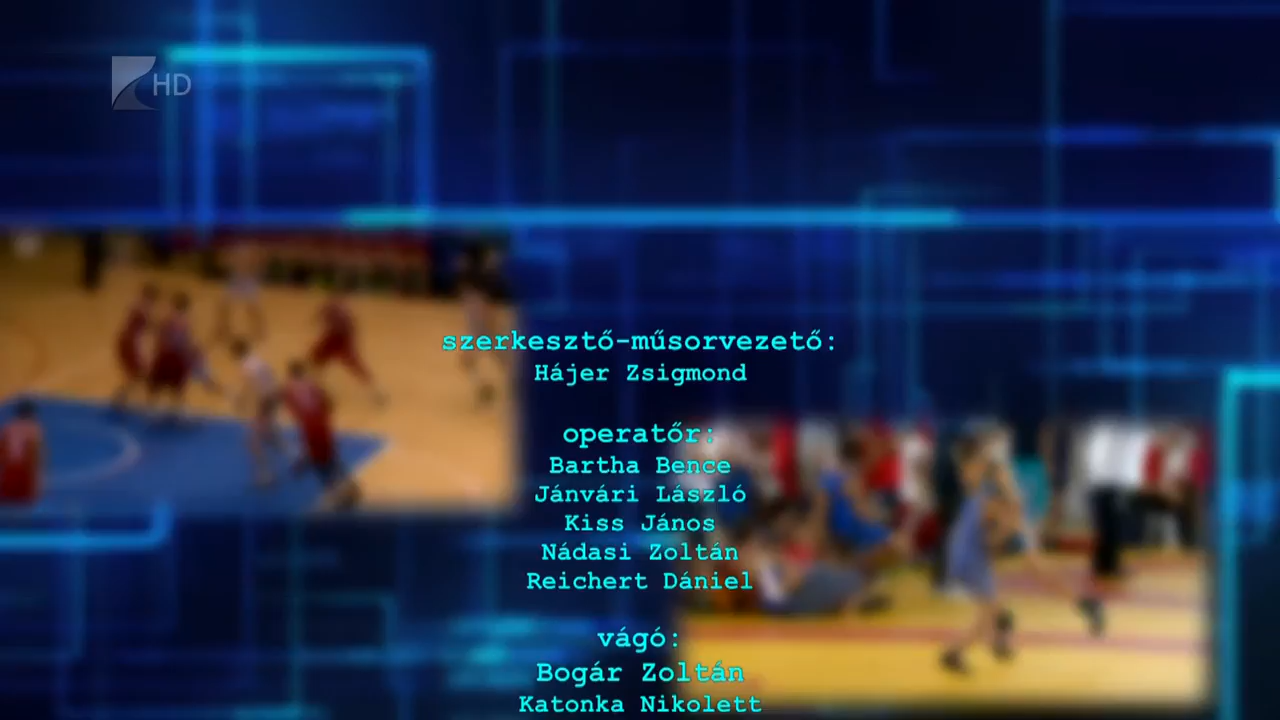 HD
szerkesztő-műsorvezető:
Hájer Zsigmond
operatőr:
Bartha Bence
Jánvári László
Kiss János
Nádasi Zoltán
Reichert Dániel
vágó:
Bogár Zoltán
Katonka Nikolett